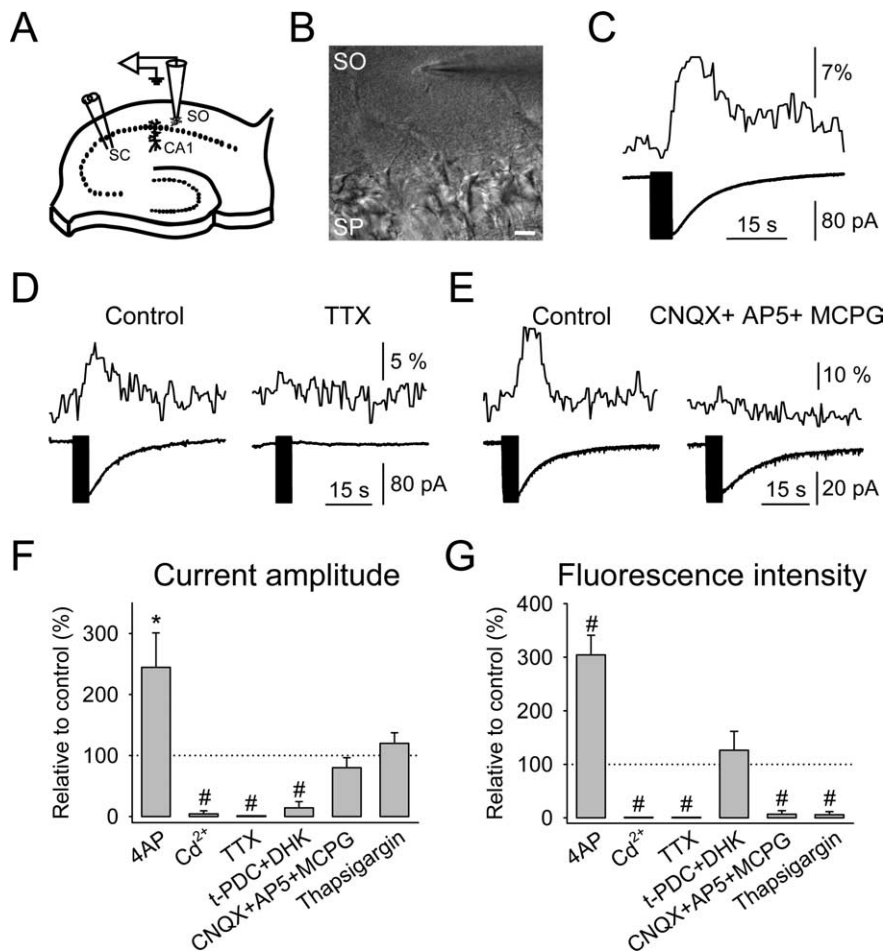 A
SO
SC
CA1
B
SO
SP
C
7%
15 s
80 pA
D
Control
TTX
5 %
15 s
80 pA
E
Control
CNQX+ AP5+ MCPG
10 %
15 s
20 pA
F
Current amplitude
Relative to control (%)
300
200
100
0
*
#
#
#
4AP
Cd²⁺
TTX
t-PDC+DHK
CNQX+AP5+MCPG
Thapsigargin
G
Fluorescence intensity
Relative to control (%)
400
300
200
100
0
#
#
#
#
#
4AP
Cd²⁺
TTX
t-PDC+DHK
CNQX+AP5+MCPG
Thapsigargin